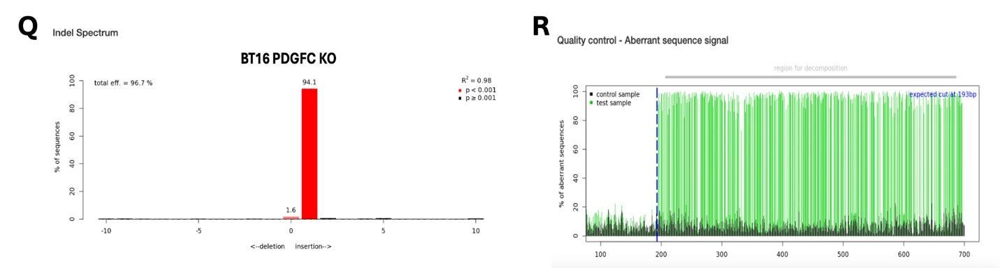 Q
Indel Spectrum
BT16 PDGFC KO
total eff. = 96.7 %
R² = 0.98
p < 0.001
p ≥ 0.001
94.1
1.6
% of sequences
0
20
40
60
80
100
-10
-5
0
5
10
<--deletion insertion-->
R
Quality control - Aberrant sequence signal
region for decomposition
control sample
test sample
expected cut at 193bp
% of aberrant sequences
0
20
40
60
80
100
100
200
300
400
500
600
700